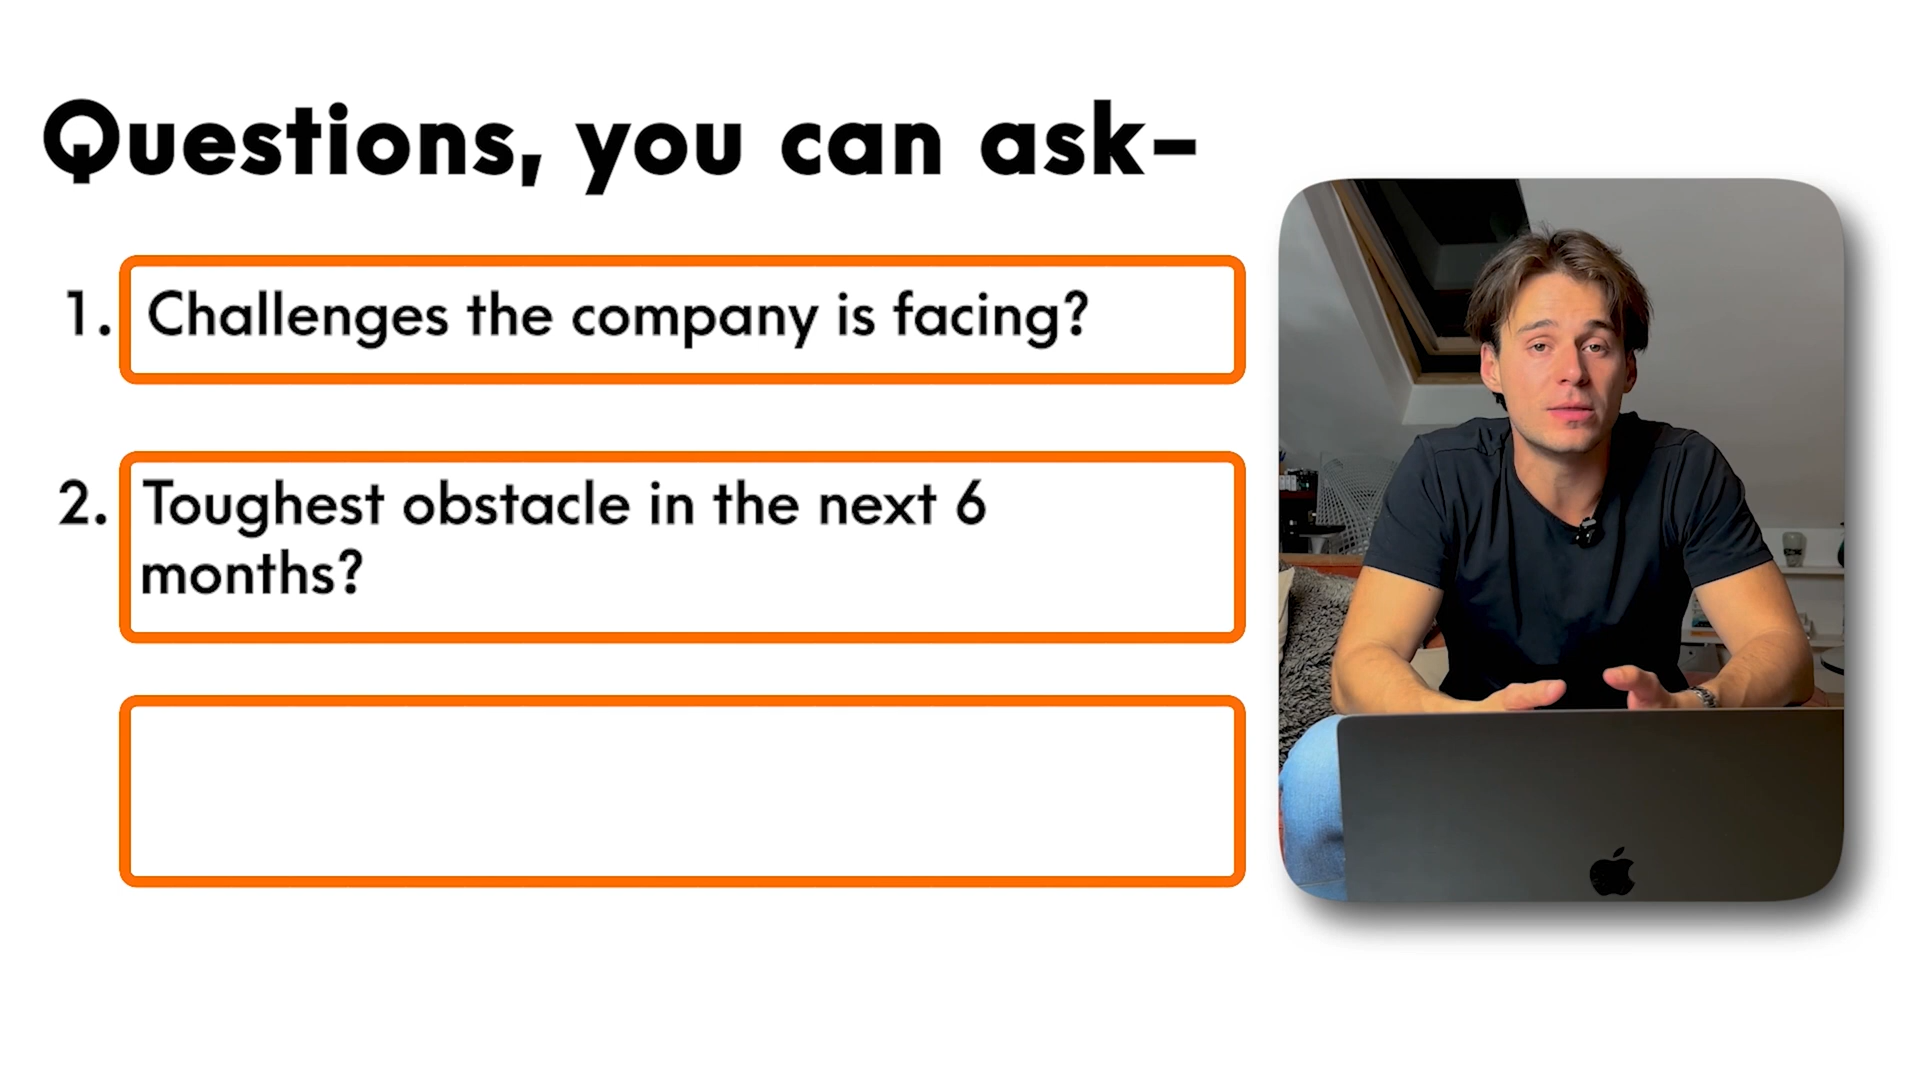 Questions, you can ask–
1. Challenges the company is facing?
2. Toughest obstacle in the next 6
months?